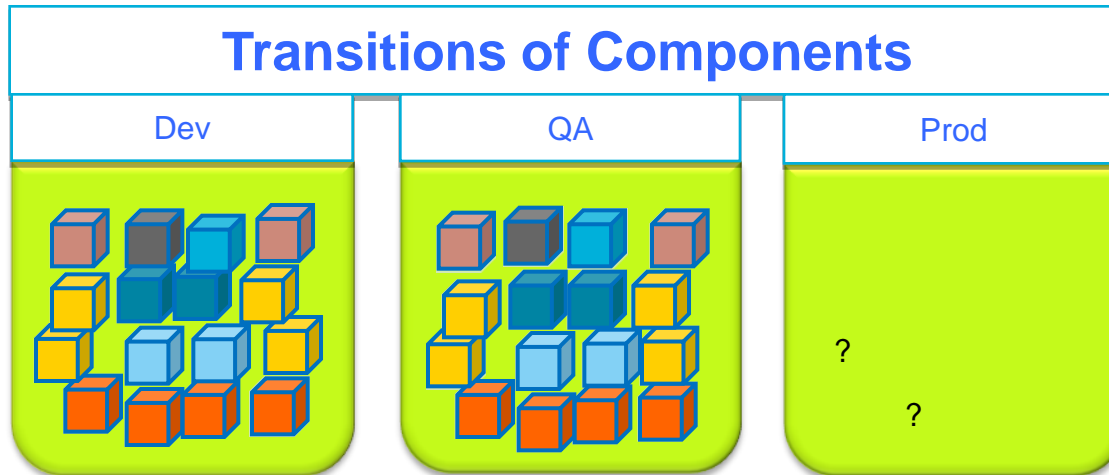 Transitions of Components
Dev
QA
Prod
?
?